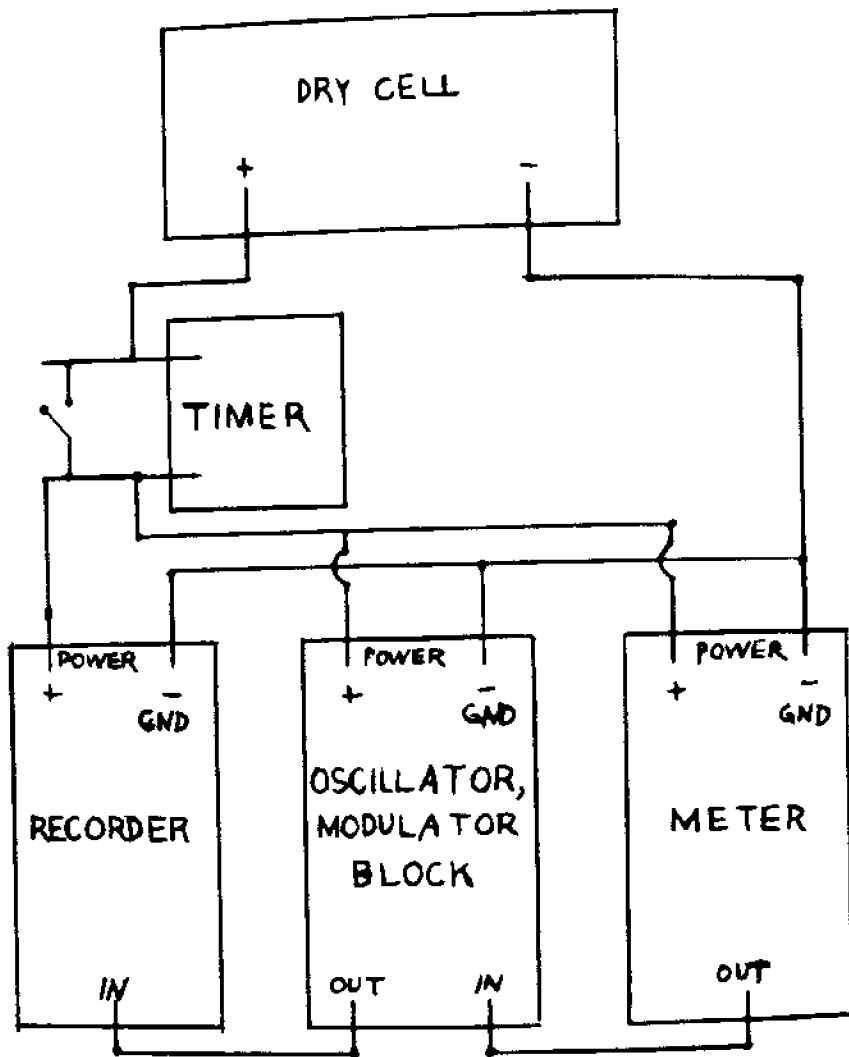 DRY CELL
+ -
TIMER
POWER
+ -
GND
RECORDER
IN
POWER
+ -
GND
OSCILLATOR,
MODULATOR
BLOCK
OUT IN
POWER
+ -
GND
METER
OUT